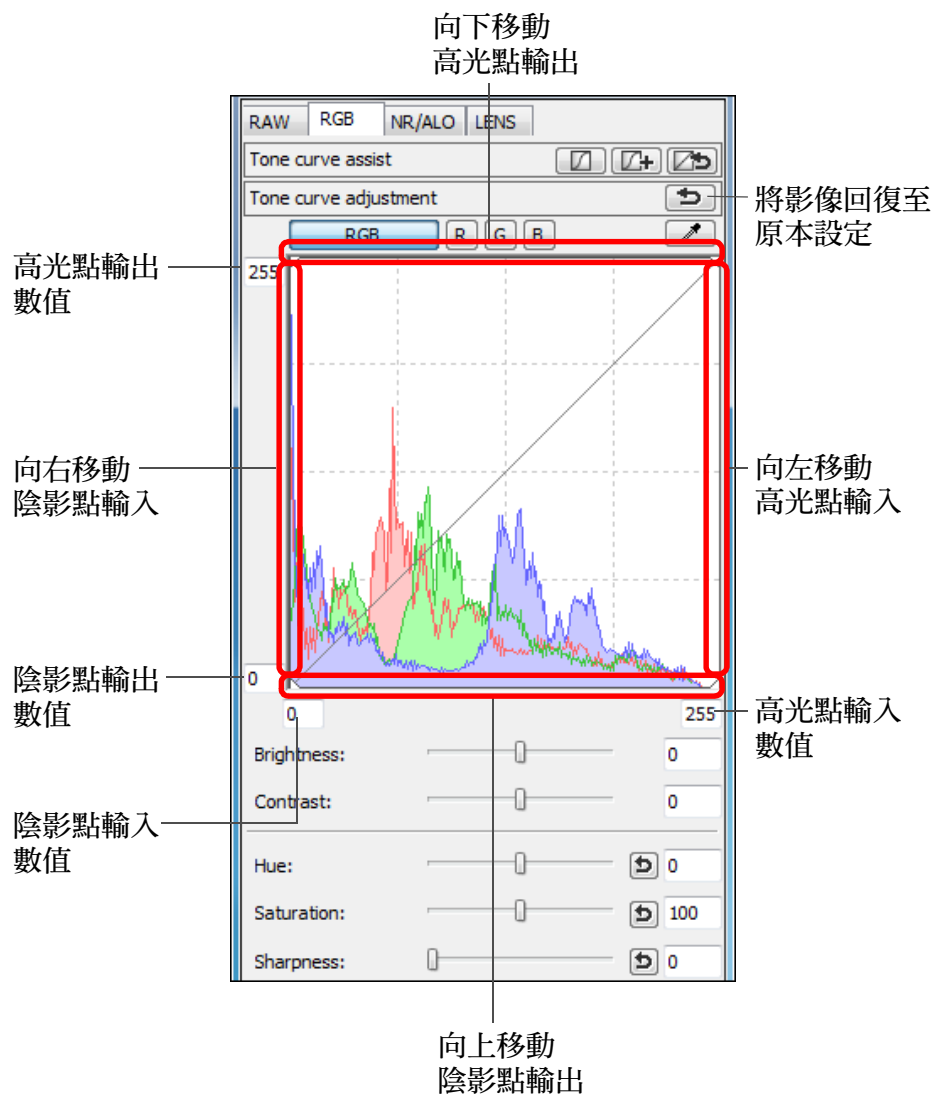 向下移動
高光點輸出
RAW RGB NR/ALO LENS
Tone curve assist
Tone curve adjustment
將影像回復至
原本設定
RGB R G B
高光點輸出
數值
255
向右移動
陰影點輸入
向左移動
高光點輸入
陰影點輸出
數值
0
0
255
高光點輸入
數值
Brightness: 0
Contrast: 0
陰影點輸入
數值
Hue: 0
Saturation: 100
Sharpness: 0
向上移動
陰影點輸出